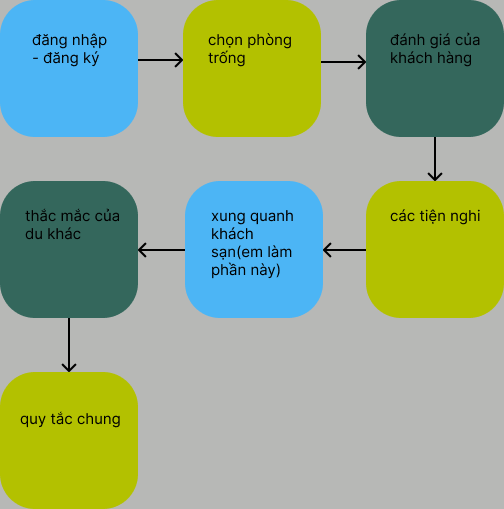 đăng nhập
- đăng ký
chọn phòng
trống
đánh giá của
khách hàng
các tiện nghi
xung quanh
khách
sạn(em làm
phần này)
thắc mắc của
du khác
quy tắc chung